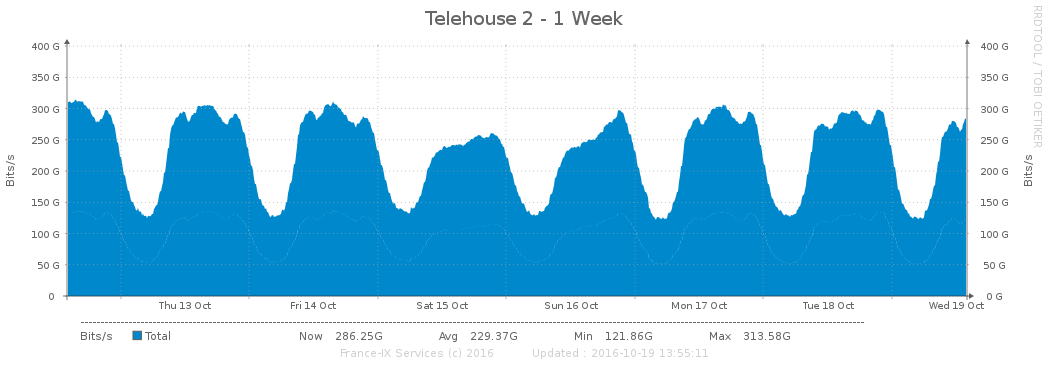 Telehouse 2 - 1 Week
RRDTOOL / TOBI OETIKER
Bits/s
400 G 400 G
350 G 350 G
300 G 300 G
250 G 250 G
200 G 200 G
150 G 150 G
100 G 100 G
50 G 50 G
0 0 G
Bits/s
Thu 13 Oct Fri 14 Oct Sat 15 Oct Sun 16 Oct Mon 17 Oct Tue 18 Oct Wed 19 Oct
Bits/s Total Now 286.25G Avg 229.37G Min 121.86G Max 313.58G
France-IX Services (c) 2016 Updated : 2016-10-19 13:55:11